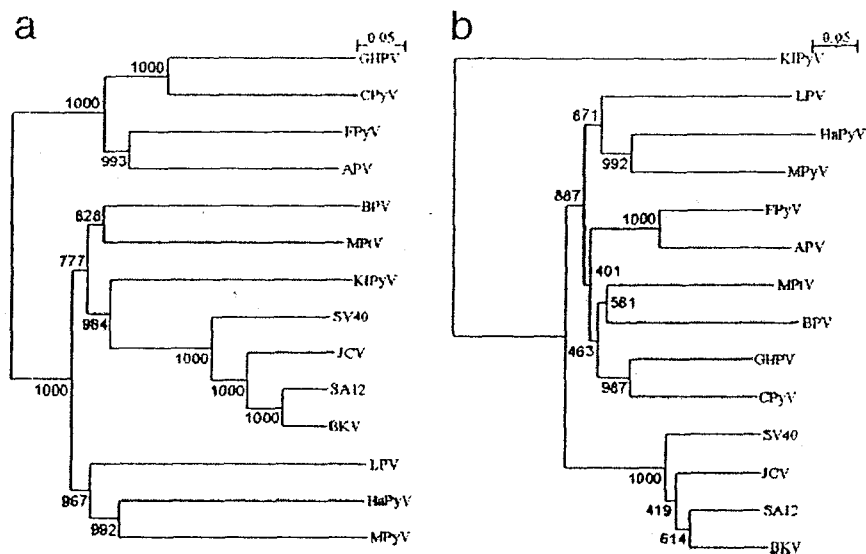 a
0.05
GHPV
1000
CPyV
1000
FPyV
993
APV
BPV
828
MPtV
777
KIPyV
984
SV40
1000
JCV
1000
SA12
1000
BKV
1000
LPV
967
HaPyV
992
MPyV
b
0.05
KIPyV
LPV
871
HaPyV
992
MPyV
887
FPyV
1000
APV
401
MPtV
581
BPV
463
GHPV
987
CPyV
SV40
1000
JCV
419
SA12
614
BKV